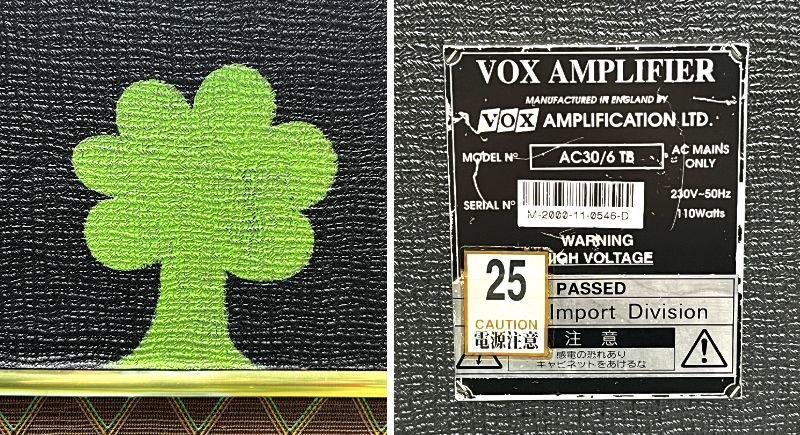 VOX AMPLIFIER
MANUFACTURED IN ENGLAND BY
VOX AMPLIFICATION LTD.
MODEL Nº AC30/6 TB AC MAINS ONLY
SERIAL Nº M-2000-11-0546-D 230V~50Hz 110Watts
WARNING
HIGH VOLTAGE
25
CAUTION
電源注意
PASSED
Import Division
注 意
感電の恐れあり
キャビネットをあけるな